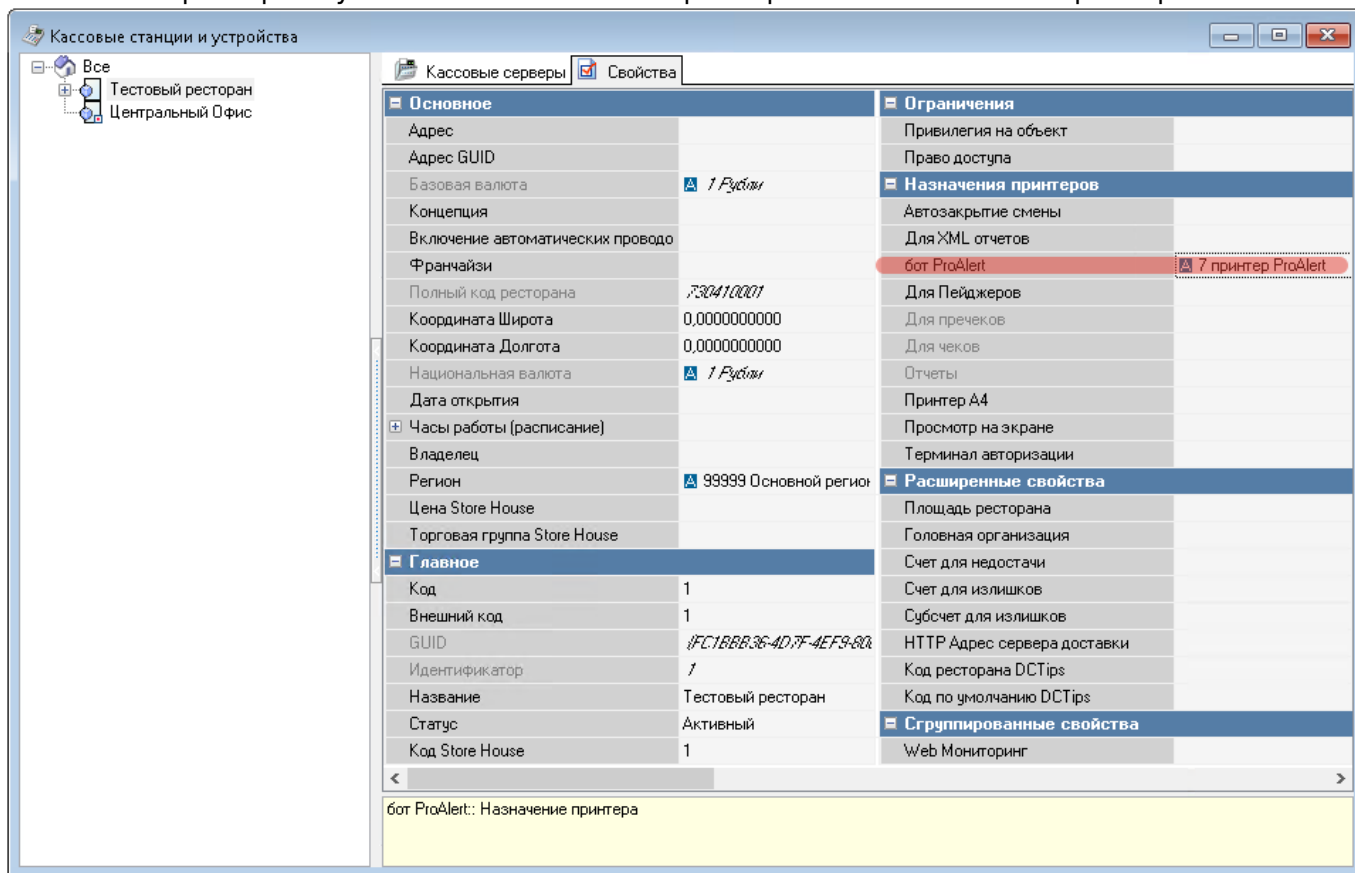 Кассовые станции и устройства
Все
Тестовый ресторан
Центральный Офис
Кассовые серверы
Свойства
Основное
Адрес
Адрес GUID
Базовая валюта 1 Рубли
Концепция
Включение автоматических проводо
Франчайзи
Полный код ресторана 730410001
Координата Широта 0,0000000000
Координата Долгота 0,0000000000
Национальная валюта 1 Рубли
Дата открытия
Часы работы (расписание)
Владелец
Регион 99999 Основной регион
Цена Store House
Торговая группа Store House
Главное
Код 1
Внешний код 1
GUID
Идентификатор 1
Название Тестовый ресторан
Статус Активный
Код Store House 1
Ограничения
Привилегия на объект
Право доступа
Назначения принтеров
Автозакрытие смены
Для XML отчетов
бот ProAlert 7 принтер ProAlert
Для Пейджеров
Для пречеков
Для чеков
Отчеты
Принтер А4
Просмотр на экране
Терминал авторизации
Расширенные свойства
Площадь ресторана
Головная организация
Счет для недостачи
Счет для излишков
Субсчет для излишков
HTTP Адрес сервера доставки
Код ресторана DCTips
Код по умолчанию DCTips
Сгруппированные свойства
Web Мониторинг
бот ProAlert:: Назначение принтера